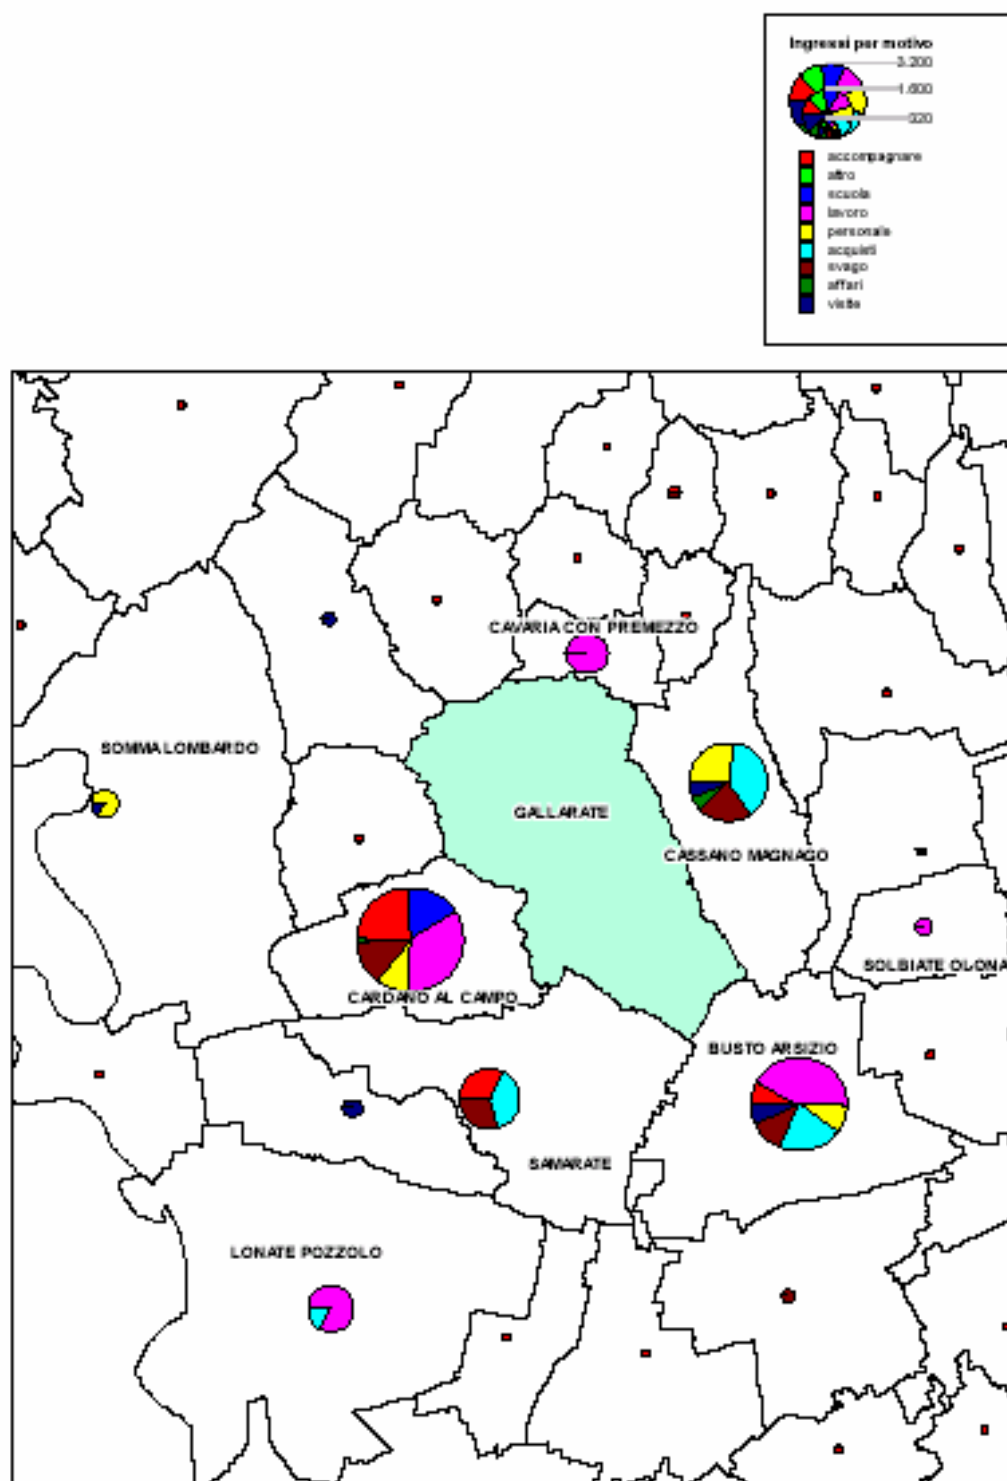 Ingressi per motivo
3.200
1.600
320
accompagnare
altro
scuola
lavoro
personale
acquisti
svago
affari
visite
CAVARIA CON PREMEZZO
SOMMA LOMBARDO
GALLARATE
CASSANO MAGNAGO
SOLBIATE OLONA
CARDANO AL CAMPO
BUSTO ARSIZIO
SAMARATE
LONATE POZZOLO